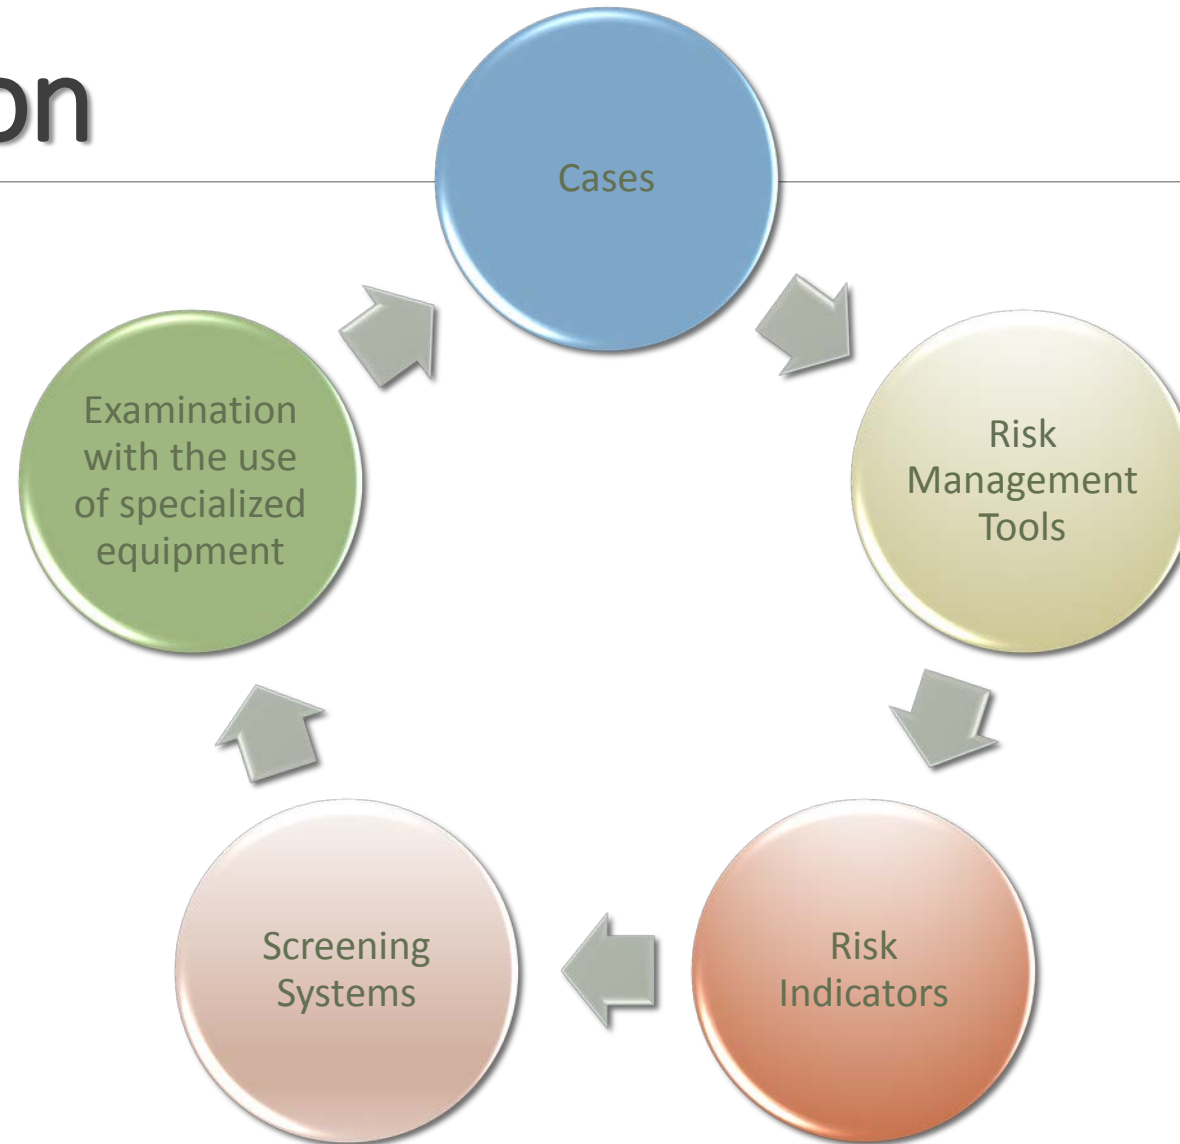 on
Cases
Risk
Management
Tools
Risk
Indicators
Screening
Systems
Examination
with the use
of specialized
equipment